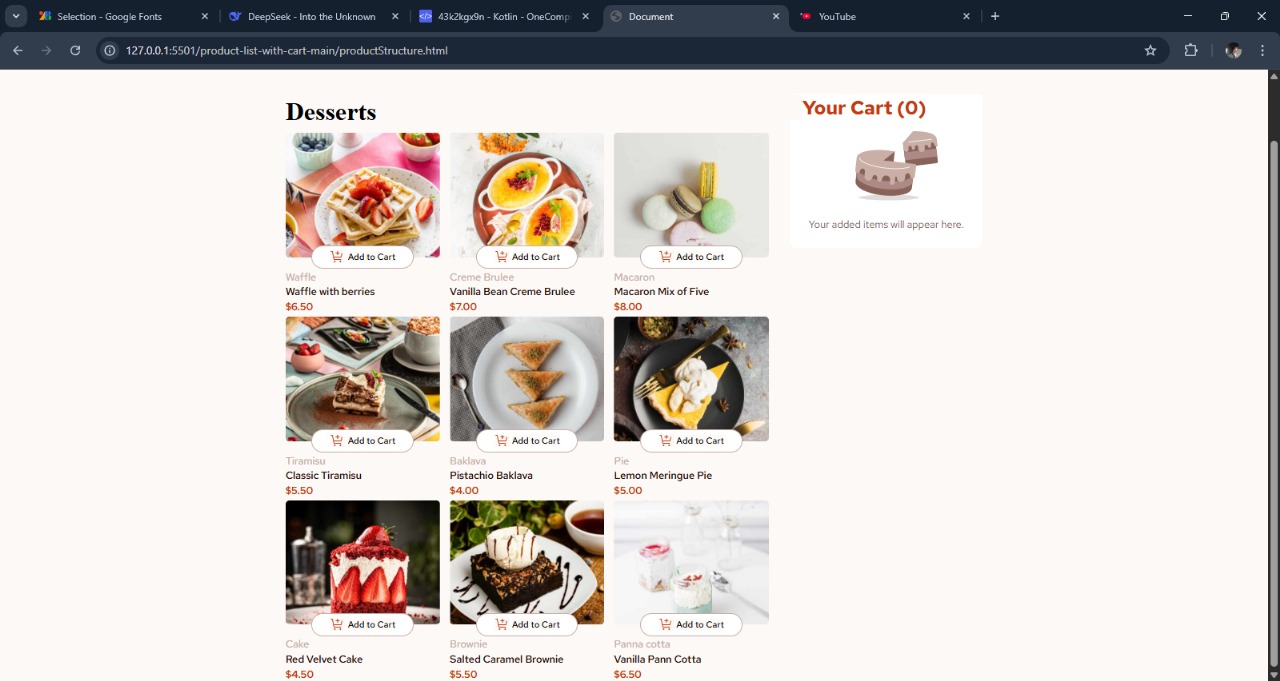 Selection - Google Fonts
DeepSeek - Into the Unknown
43k2kgx9n - Kotlin - OneComp
Document
YouTube
127.0.0.1:5501/product-list-with-cart-main/productStructure.html
Desserts
Your Cart (0)
Your added items will appear here.
Add to Cart
Add to Cart
Add to Cart
Waffle
Waffle with berries
$6.50
Creme Brulee
Vanilla Bean Creme Brulee
$7.00
Macaron
Macaron Mix of Five
$8.00
Add to Cart
Add to Cart
Add to Cart
Tiramisu
Classic Tiramisu
$5.50
Baklava
Pistachio Baklava
$4.00
Pie
Lemon Meringue Pie
$5.00
Add to Cart
Add to Cart
Add to Cart
Cake
Red Velvet Cake
$4.50
Brownie
Salted Caramel Brownie
$5.50
Panna cotta
Vanilla Pann Cotta
$6.50